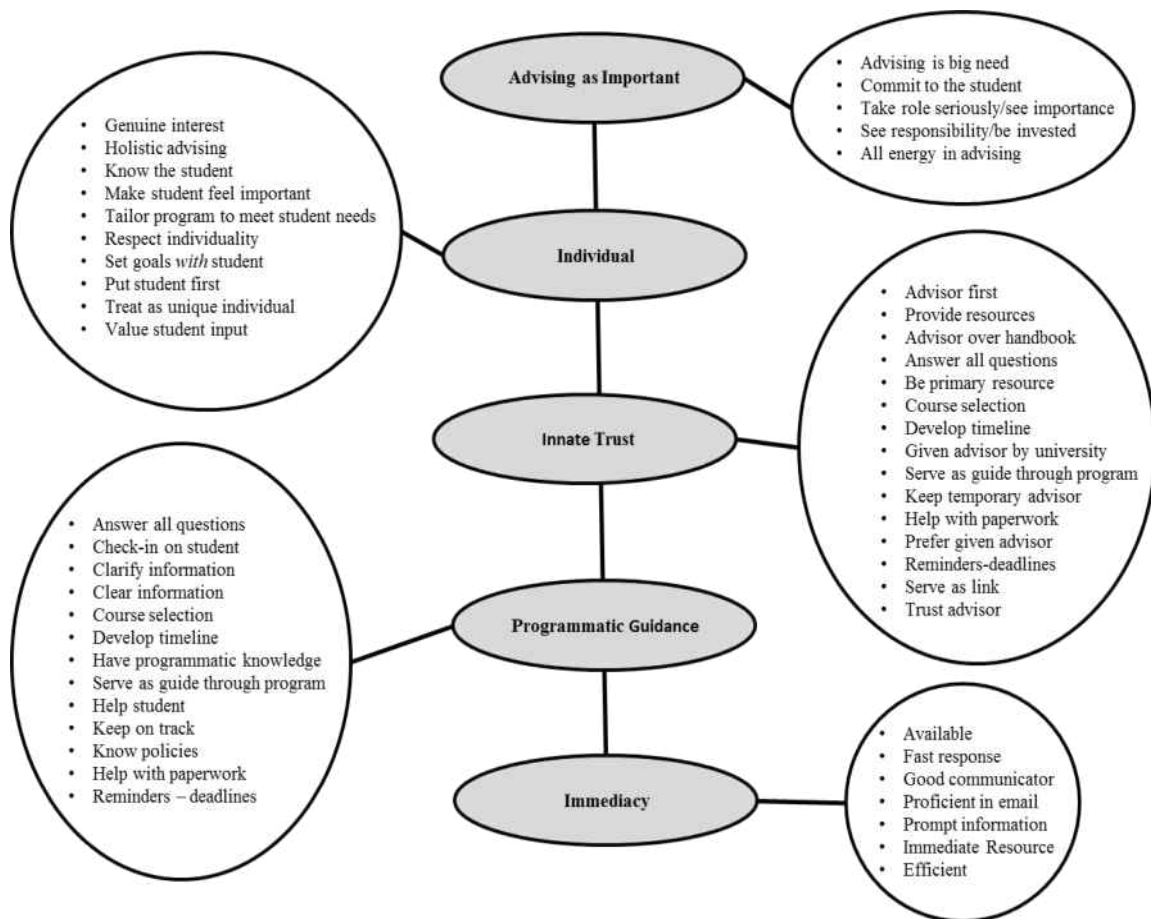 Advising as Important
• Advising is big need
• Commit to the student
• Take role seriously/see importance
• See responsibility/be invested
• All energy in advising
Individual
• Genuine interest
• Holistic advising
• Know the student
• Make student feel important
• Tailor program to meet student needs
• Respect individuality
• Set goals with student
• Put student first
• Treat as unique individual
• Value student input
Innate Trust
• Advisor first
• Provide resources
• Advisor over handbook
• Answer all questions
• Be primary resource
• Course selection
• Develop timeline
• Given advisor by university
• Serve as guide through program
• Keep temporary advisor
• Help with paperwork
• Prefer given advisor
• Reminders-deadlines
• Serve as link
• Trust advisor
Programmatic Guidance
• Answer all questions
• Check-in on student
• Clarify information
• Clear information
• Course selection
• Develop timeline
• Have programmatic knowledge
• Serve as guide through program
• Help student
• Keep on track
• Know policies
• Help with paperwork
• Reminders – deadlines
Immediacy
• Available
• Fast response
• Good communicator
• Proficient in email
• Prompt information
• Immediate Resource
• Efficient